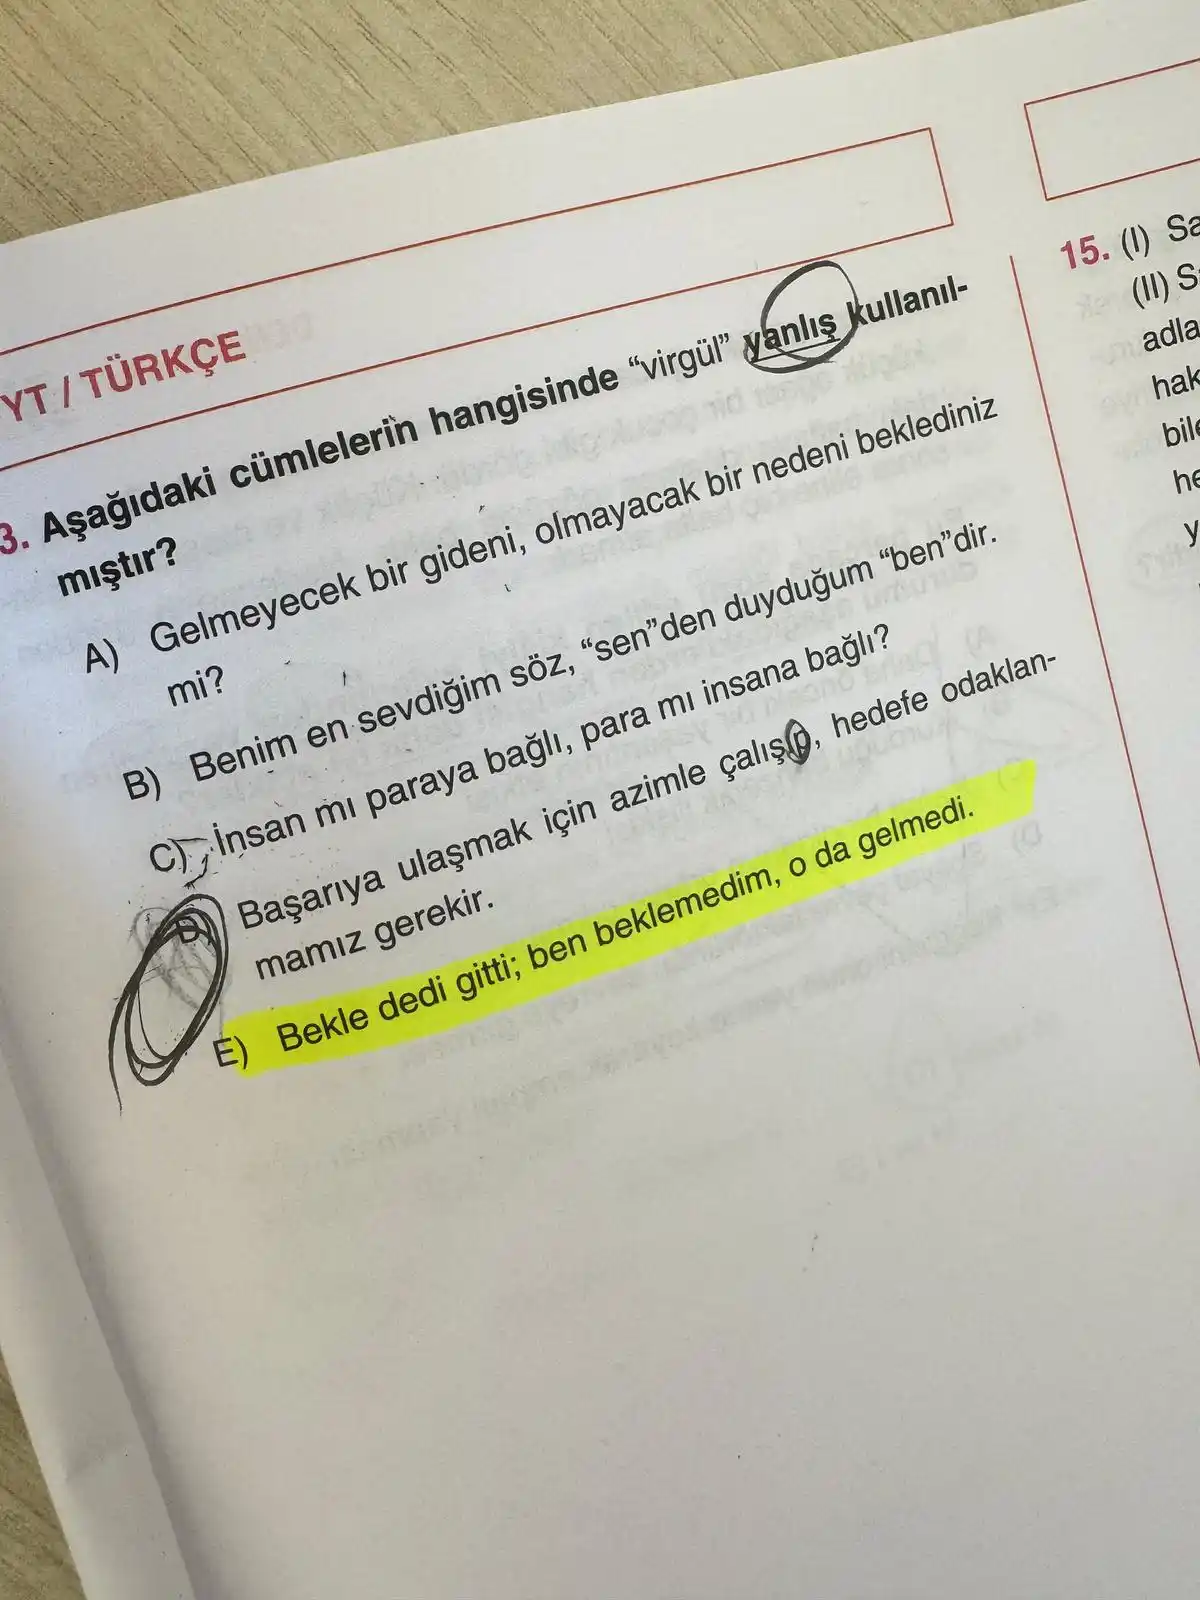 YT / TÜRKÇE
3. Aşağıdaki cümlelerin hangisinde “virgül” yanlış kullanıl-
mıştır?
A) Gelmeyecek bir gideni, olmayacak bir nedeni beklediniz
mi?
B) Benim en sevdiğim söz, “sen”den duyduğum “ben”dir.
C) İnsan mı paraya bağlı, para mı insana bağlı?
D) Başarıya ulaşmak için azimle çalışıp, hedefe odaklan-
mamız gerekir.
E) Bekle dedi gitti; ben beklemedim, o da gelmedi.
15. (I) Sa
(II) S
adla
hak
bile
he
y